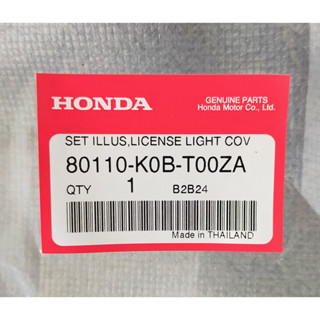 HONDA
GENUINE PARTS
Honda Motor Co., Ltd.
SET ILLUS,LICENSE LIGHT COV
80110-K0B-T00ZA
QTY 1 B2B24
Made in THAILAND